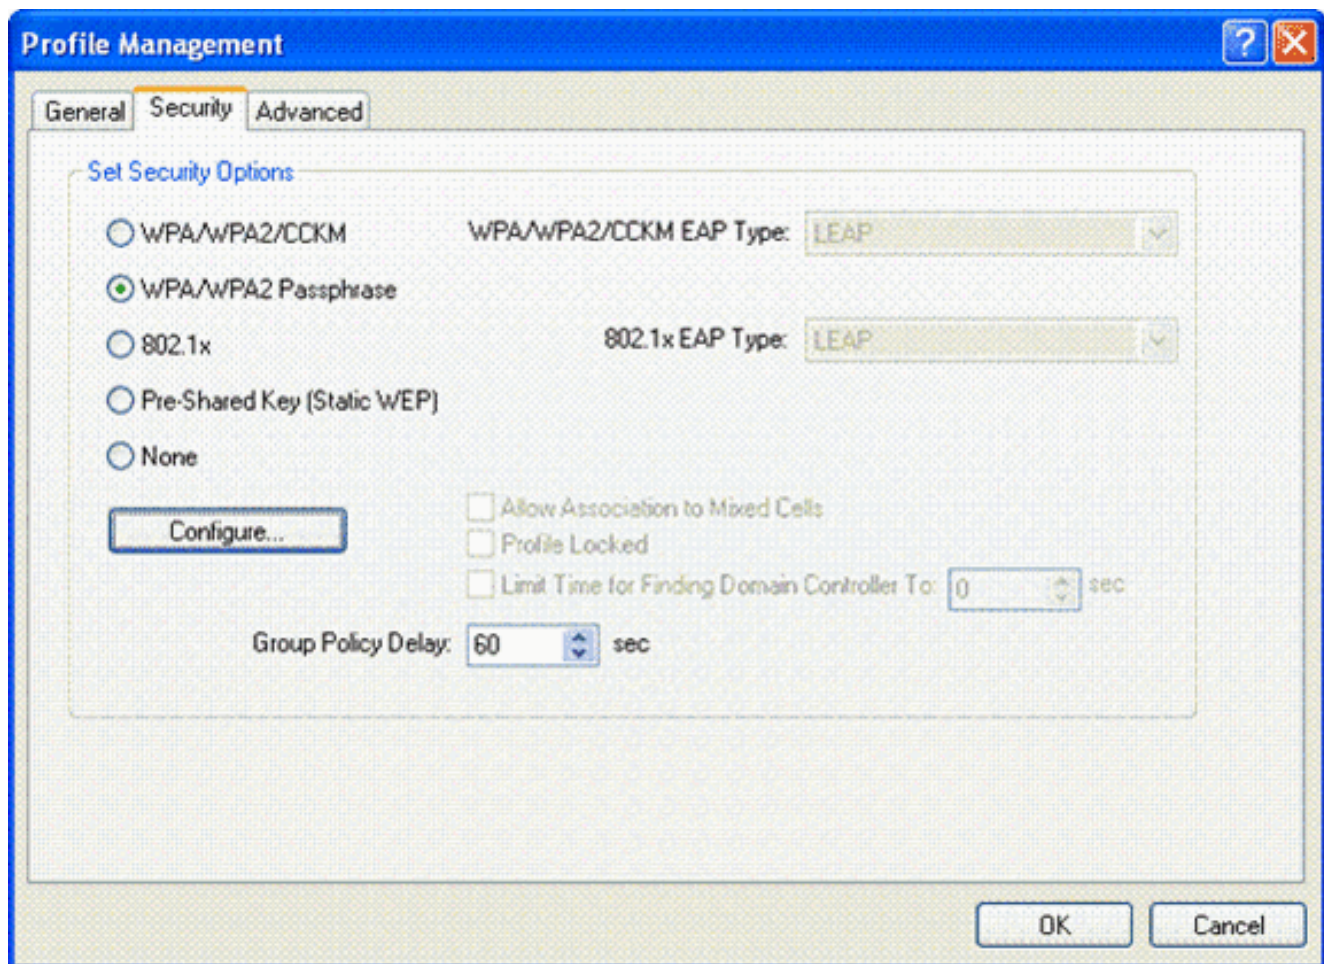 Profile Management
?
General Security Advanced
Set Security Options
WPA/WPA2/CCKM WPA/WPA2/CCKM EAP Type: LEAP
WPA/WPA2 Passphrase
802.1x 802.1x EAP Type: LEAP
Pre-Shared Key (Static WEP)
None
Configure... Allow Association to Mixed Cells
Profile Locked
Limit Time for Finding Domain Controller To: 0 sec
Group Policy Delay: 60 sec
OK Cancel